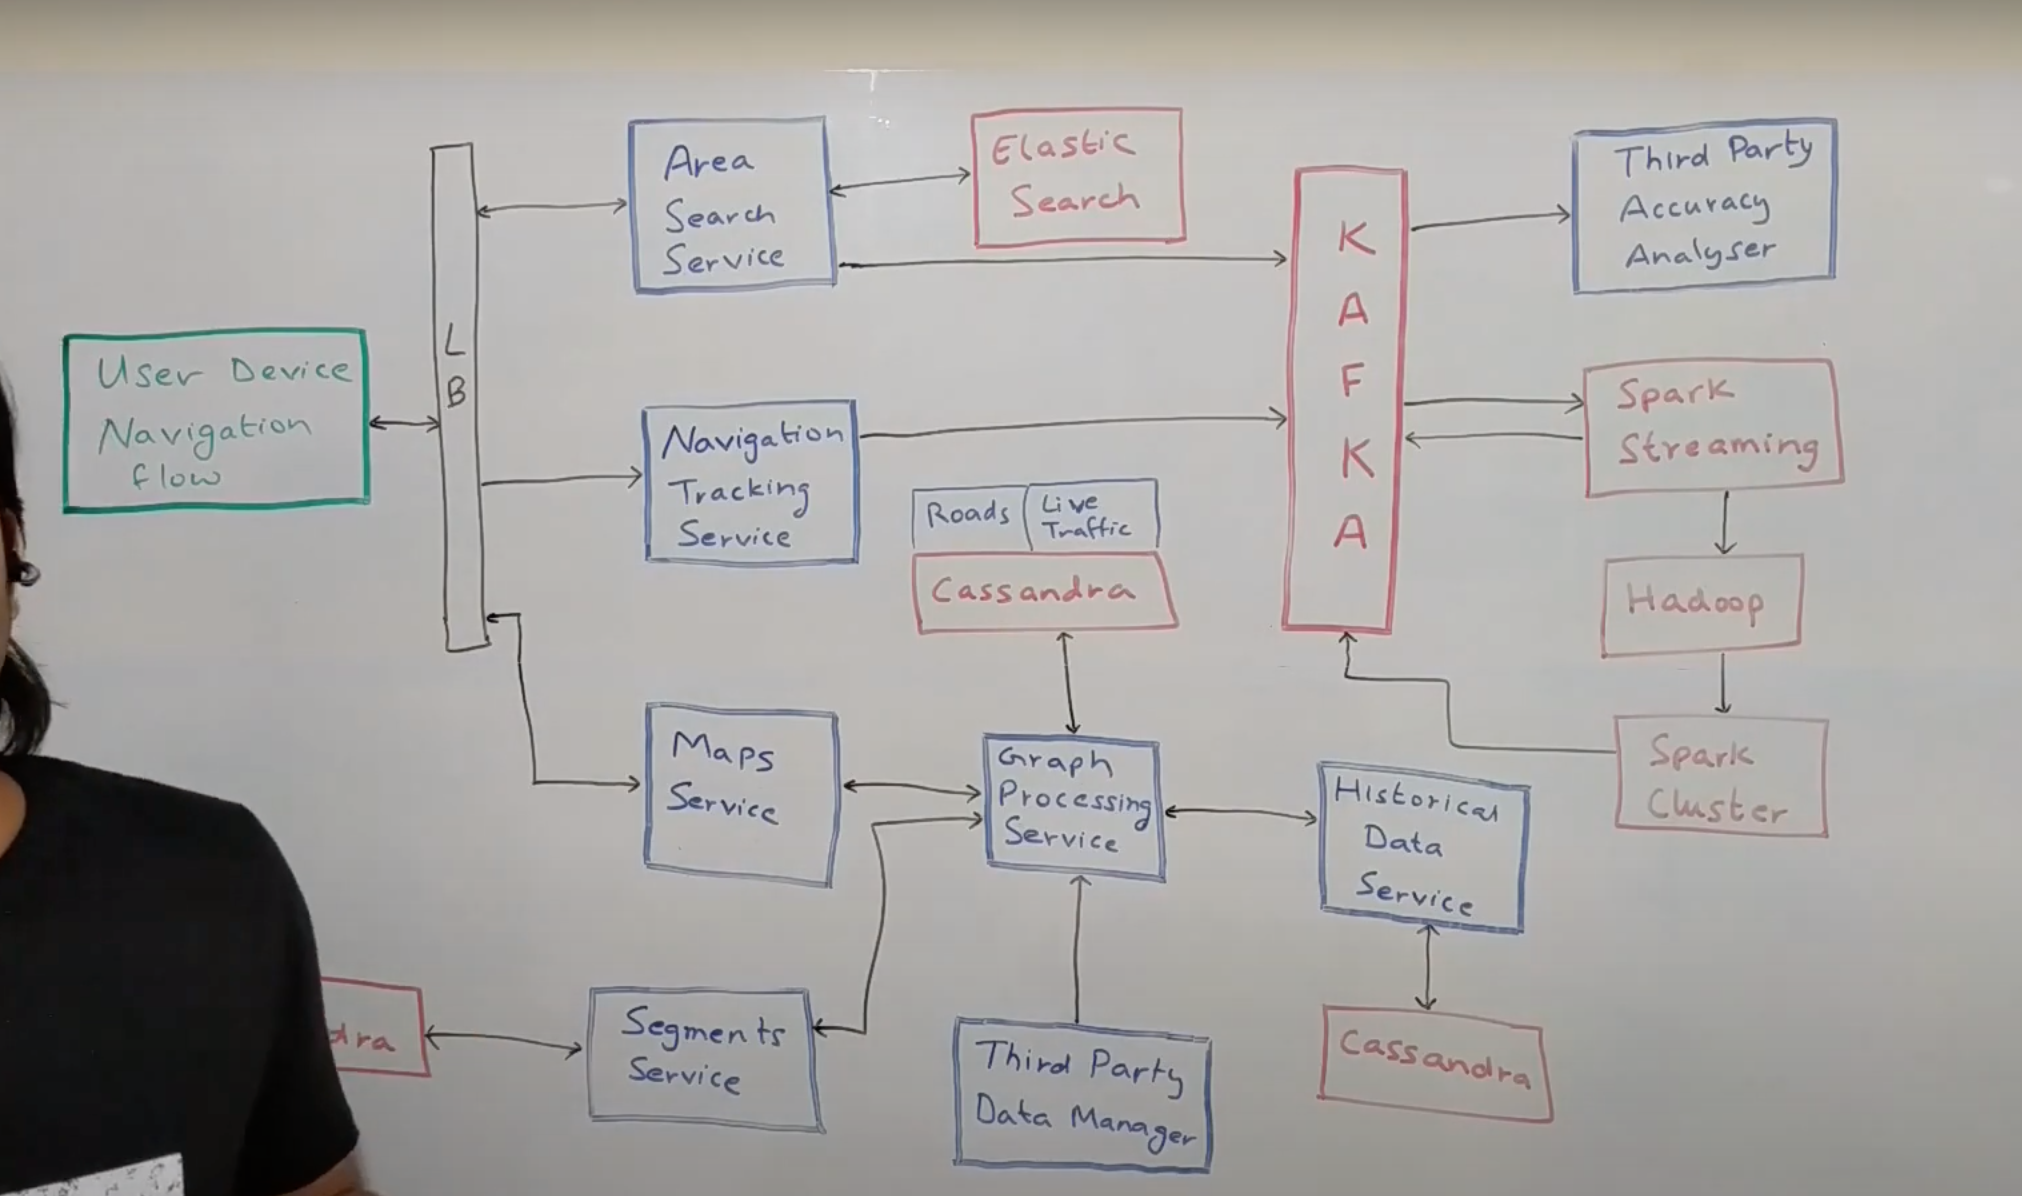 Area
Search
Service
Elastic
Search
Third Party
Accuracy
Analyser
K
A
F
K
A
L
B
User Device
Navigation
flow
Navigation
Tracking
Service
Spark
Streaming
Roads
Live
Traffic
Cassandra
Hadoop
Maps
Service
Graph
Processing
Service
Historical
Data
Service
Spark
Cluster
dra
Segments
Service
Third Party
Data Manager
Cassandra